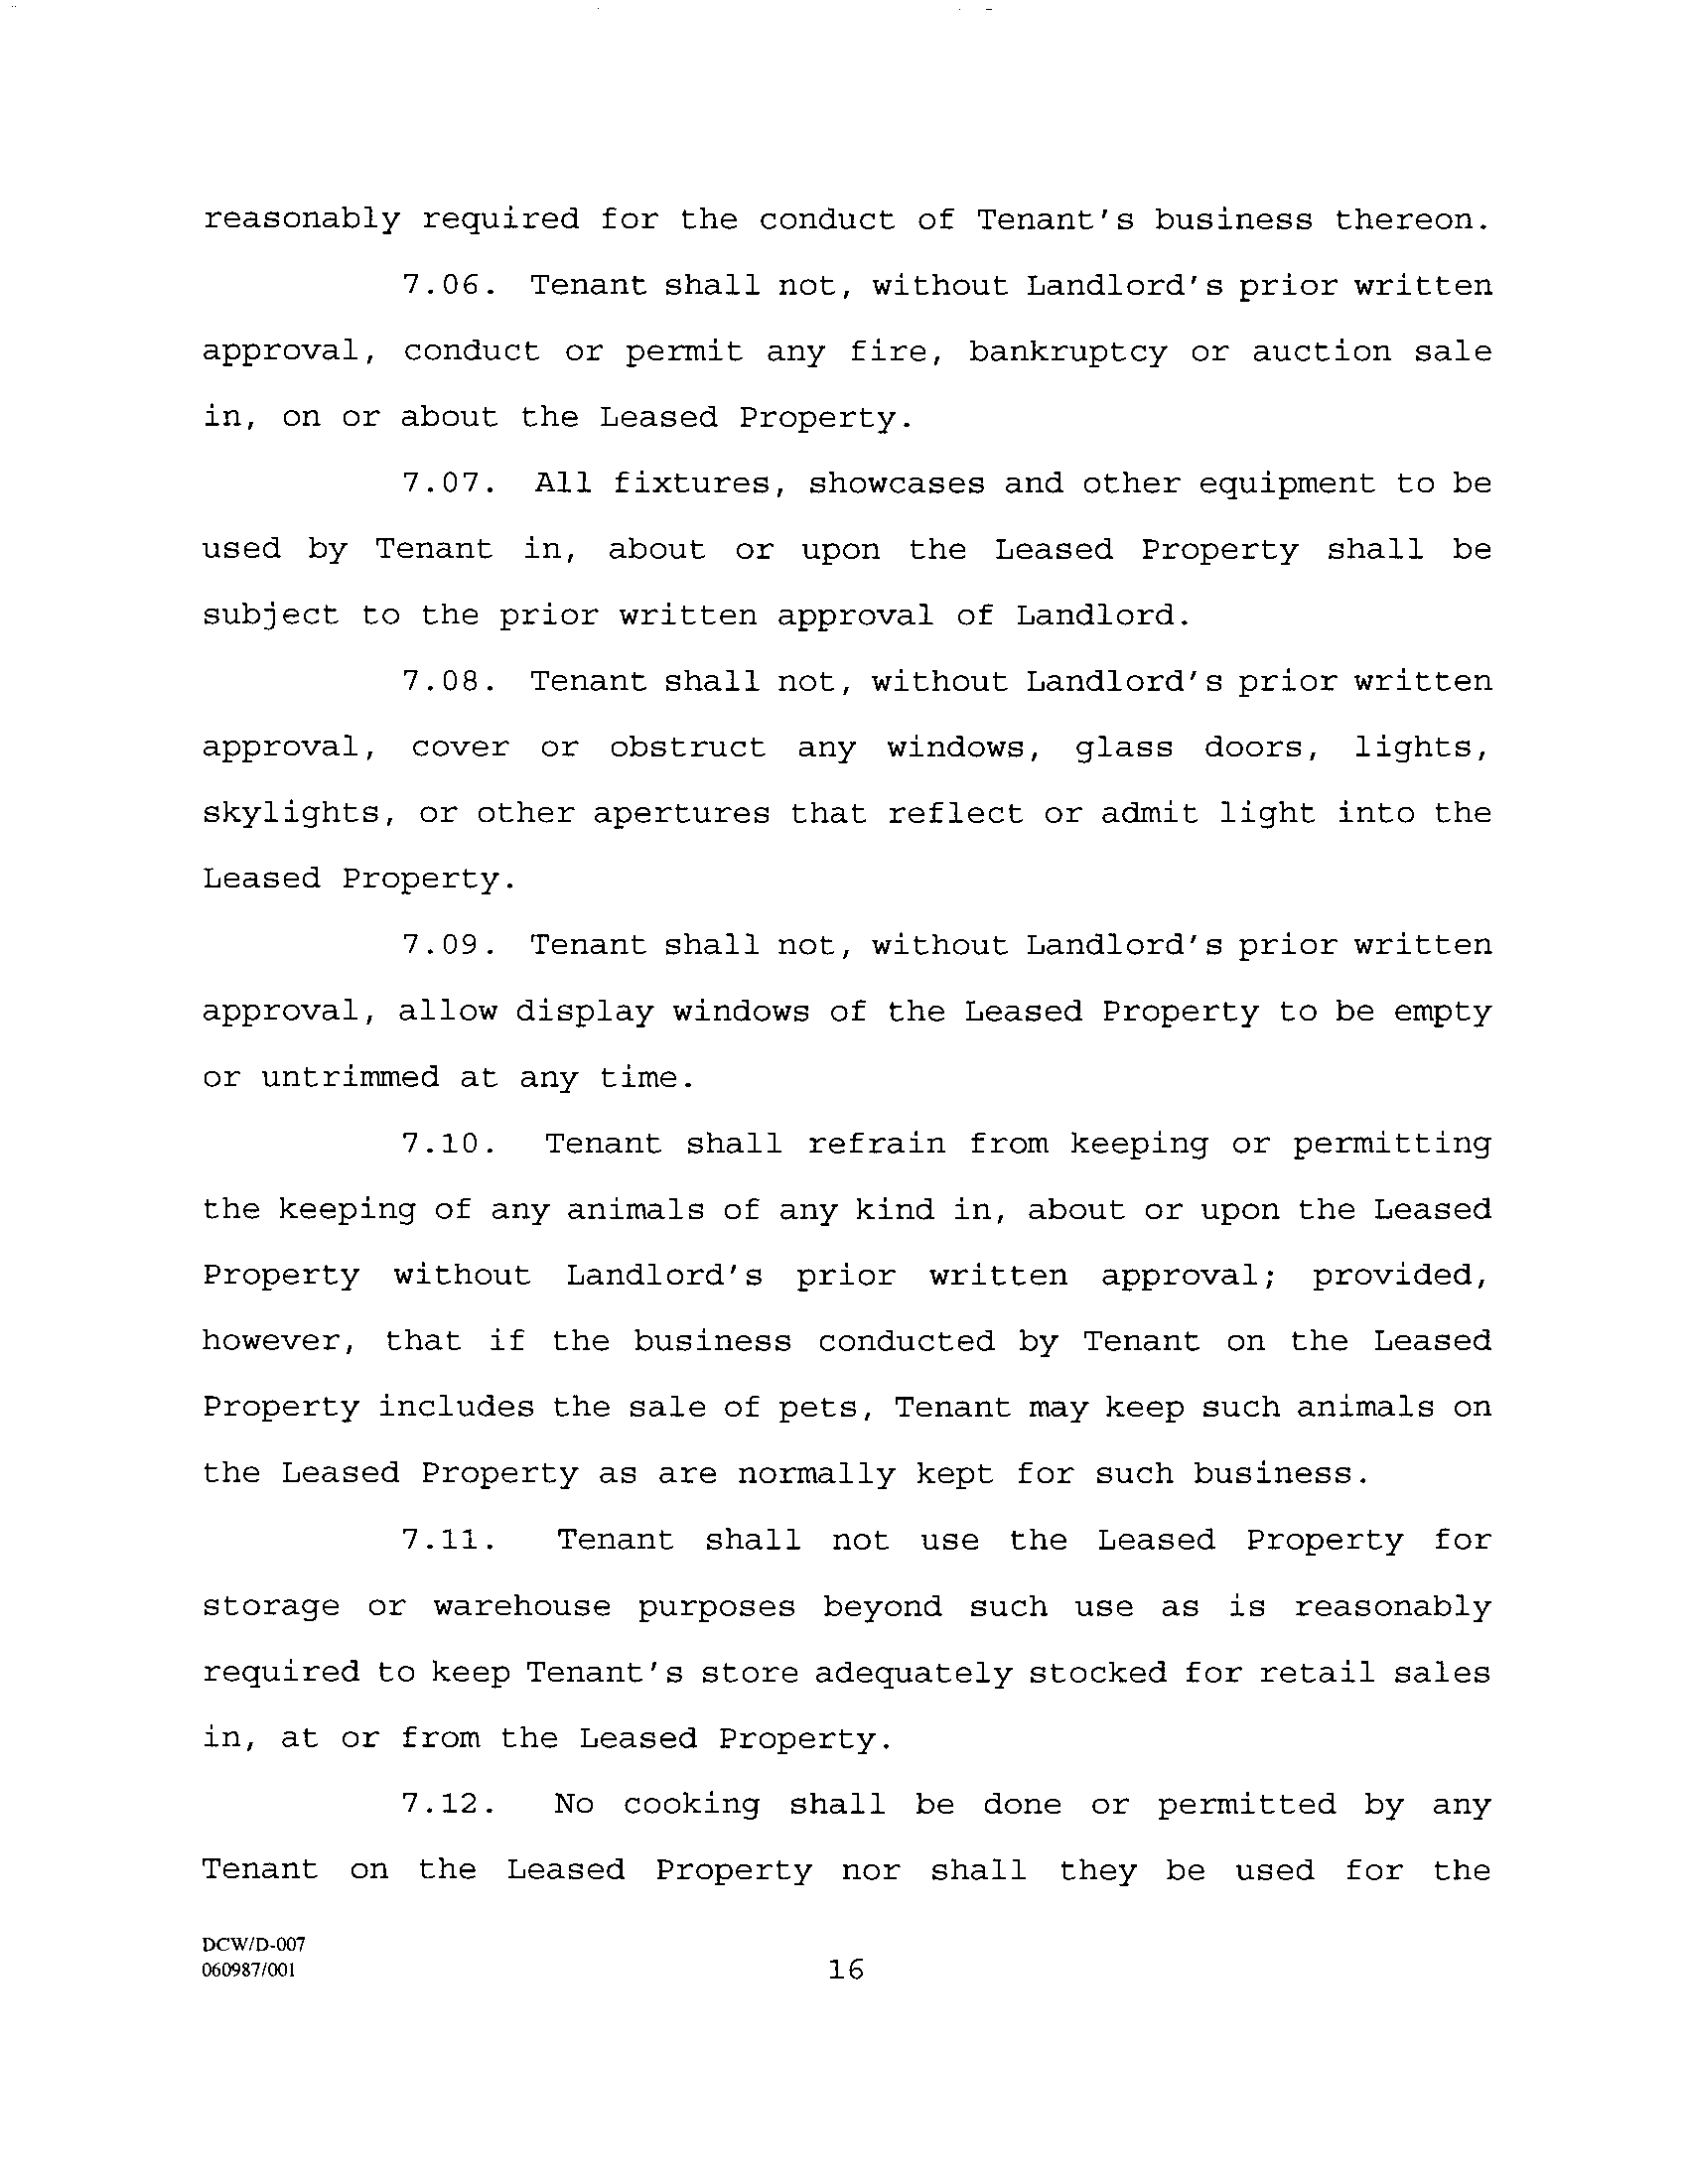 reasonably required for the conduct of Tenant's business thereon.
7.06. Tenant shall not, without Landlord's prior written
approval, conduct or permit any fire, bankruptcy or auction sale
in, on or about the Leased Property.
7.07. All fixtures, showcases and other equipment to be
used by Tenant in, about or upon the Leased Property shall be
subject to the prior written approval of Landlord.
7.08. Tenant shall not, without Landlord's prior written
approval, cover or obstruct any windows, glass doors, lights,
skylights, or other apertures that reflect or admit light into the
Leased Property.
7.09. Tenant shall not, without Landlord's prior written
approval, allow display windows of the Leased Property to be empty
or untrimmed at any time.
7.10. Tenant shall refrain from keeping or permitting
the keeping of any animals of any kind in, about or upon the Leased
Property without Landlord's prior written approval; provided,
however, that if the business conducted by Tenant on the Leased
Property includes the sale of pets, Tenant may keep such animals on
the Leased Property as are normally kept for such business.
7.11. Tenant shall not use the Leased Property for
storage or warehouse purposes beyond such use as is reasonably
required to keep Tenant's store adequately stocked for retail sales
in, at or from the Leased Property.
7.12. No cooking shall be done or permitted by any
Tenant on the Leased Property nor shall they be used for the
DCW/D-007
060987/001
16